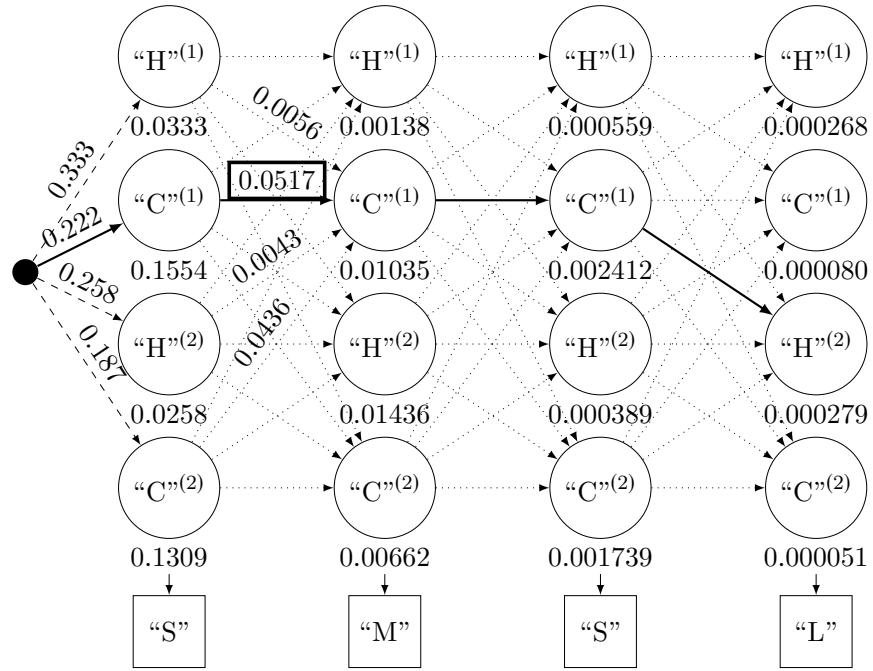 “H”(1) “H”(1) “H”(1) “H”(1)
0.0333 0.00138 0.000559 0.000268
0.333 0.0056
“C”(1) 0.0517 “C”(1) “C”(1) “C”(1)
0.222
0.1554 0.01035 0.002412 0.000080
0.258 0.0043
“H”(2) “H”(2) “H”(2) “H”(2)
0.187 0.0436
0.0258 0.01436 0.000389 0.000279
“C”(2) “C”(2) “C”(2) “C”(2)
0.1309 0.00662 0.001739 0.000051
“S” “M” “S” “L”